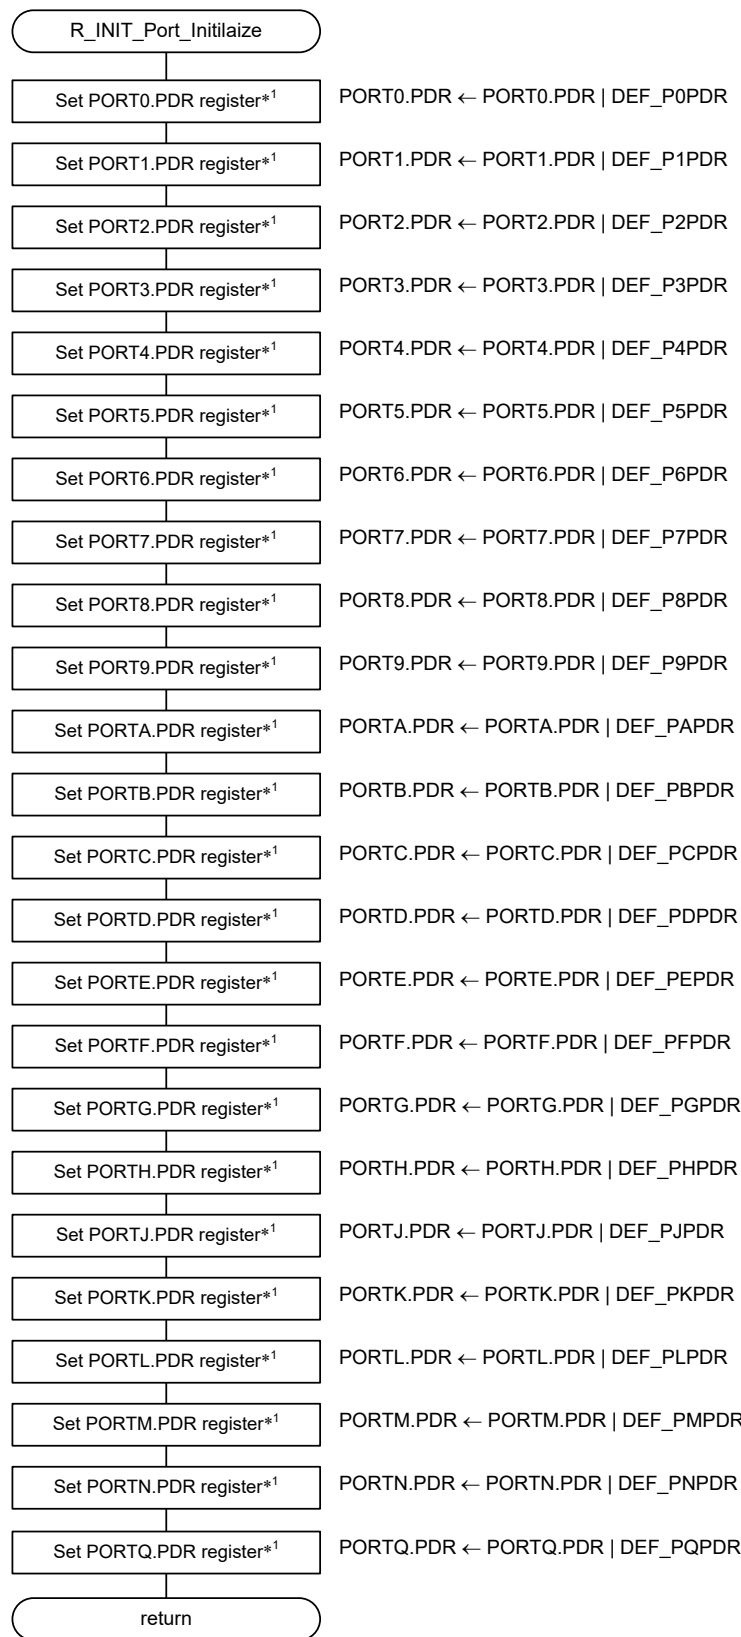 R_INIT_Port_Initilaize
Set PORT0.PDR register*1 PORT0.PDR ← PORT0.PDR | DEF_P0PDR
Set PORT1.PDR register*1 PORT1.PDR ← PORT1.PDR | DEF_P1PDR
Set PORT2.PDR register*1 PORT2.PDR ← PORT2.PDR | DEF_P2PDR
Set PORT3.PDR register*1 PORT3.PDR ← PORT3.PDR | DEF_P3PDR
Set PORT4.PDR register*1 PORT4.PDR ← PORT4.PDR | DEF_P4PDR
Set PORT5.PDR register*1 PORT5.PDR ← PORT5.PDR | DEF_P5PDR
Set PORT6.PDR register*1 PORT6.PDR ← PORT6.PDR | DEF_P6PDR
Set PORT7.PDR register*1 PORT7.PDR ← PORT7.PDR | DEF_P7PDR
Set PORT8.PDR register*1 PORT8.PDR ← PORT8.PDR | DEF_P8PDR
Set PORT9.PDR register*1 PORT9.PDR ← PORT9.PDR | DEF_P9PDR
Set PORTA.PDR register*1 PORTA.PDR ← PORTA.PDR | DEF_PAPDR
Set PORTB.PDR register*1 PORTB.PDR ← PORTB.PDR | DEF_PBPDR
Set PORTC.PDR register*1 PORTC.PDR ← PORTC.PDR | DEF_PCPDR
Set PORTD.PDR register*1 PORTD.PDR ← PORTD.PDR | DEF_PDPDR
Set PORTE.PDR register*1 PORTE.PDR ← PORTE.PDR | DEF_PEPDR
Set PORTF.PDR register*1 PORTF.PDR ← PORTF.PDR | DEF_PFPDR
Set PORTG.PDR register*1 PORTG.PDR ← PORTG.PDR | DEF_PGPDR
Set PORTH.PDR register*1 PORTH.PDR ← PORTH.PDR | DEF_PHPDR
Set PORTJ.PDR register*1 PORTJ.PDR ← PORTJ.PDR | DEF_PJPDR
Set PORTK.PDR register*1 PORTK.PDR ← PORTK.PDR | DEF_PKPDR
Set PORTL.PDR register*1 PORTL.PDR ← PORTL.PDR | DEF_PLPDR
Set PORTM.PDR register*1 PORTM.PDR ← PORTM.PDR | DEF_PMPDR
Set PORTN.PDR register*1 PORTN.PDR ← PORTN.PDR | DEF_PNPDR
Set PORTQ.PDR register*1 PORTQ.PDR ← PORTQ.PDR | DEF_PQPDR
return